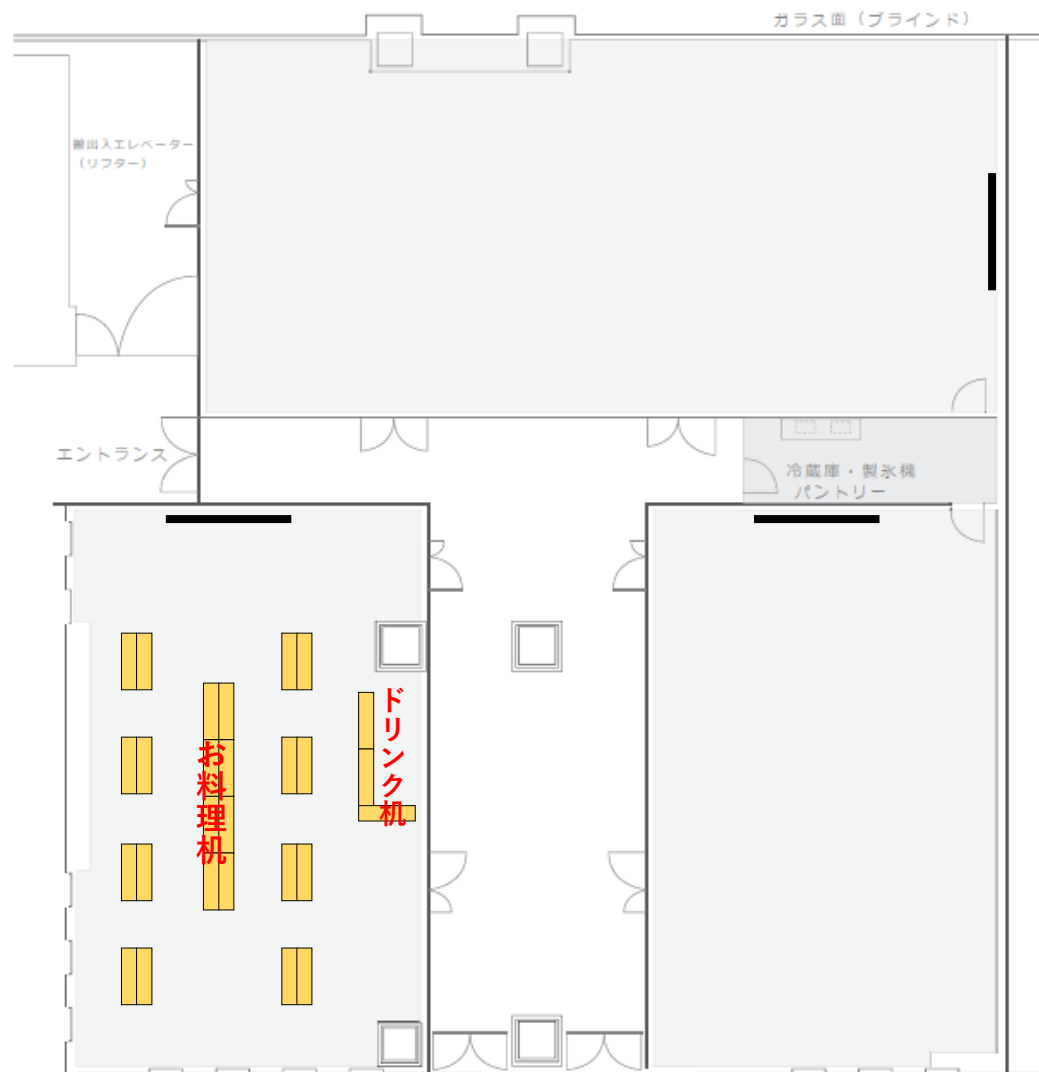 ガラス面（ブラインド）
搬出入エレベーター
（リフター）
エントランス
冷蔵庫・製氷機
パントリー
ドリンク机
お料理机